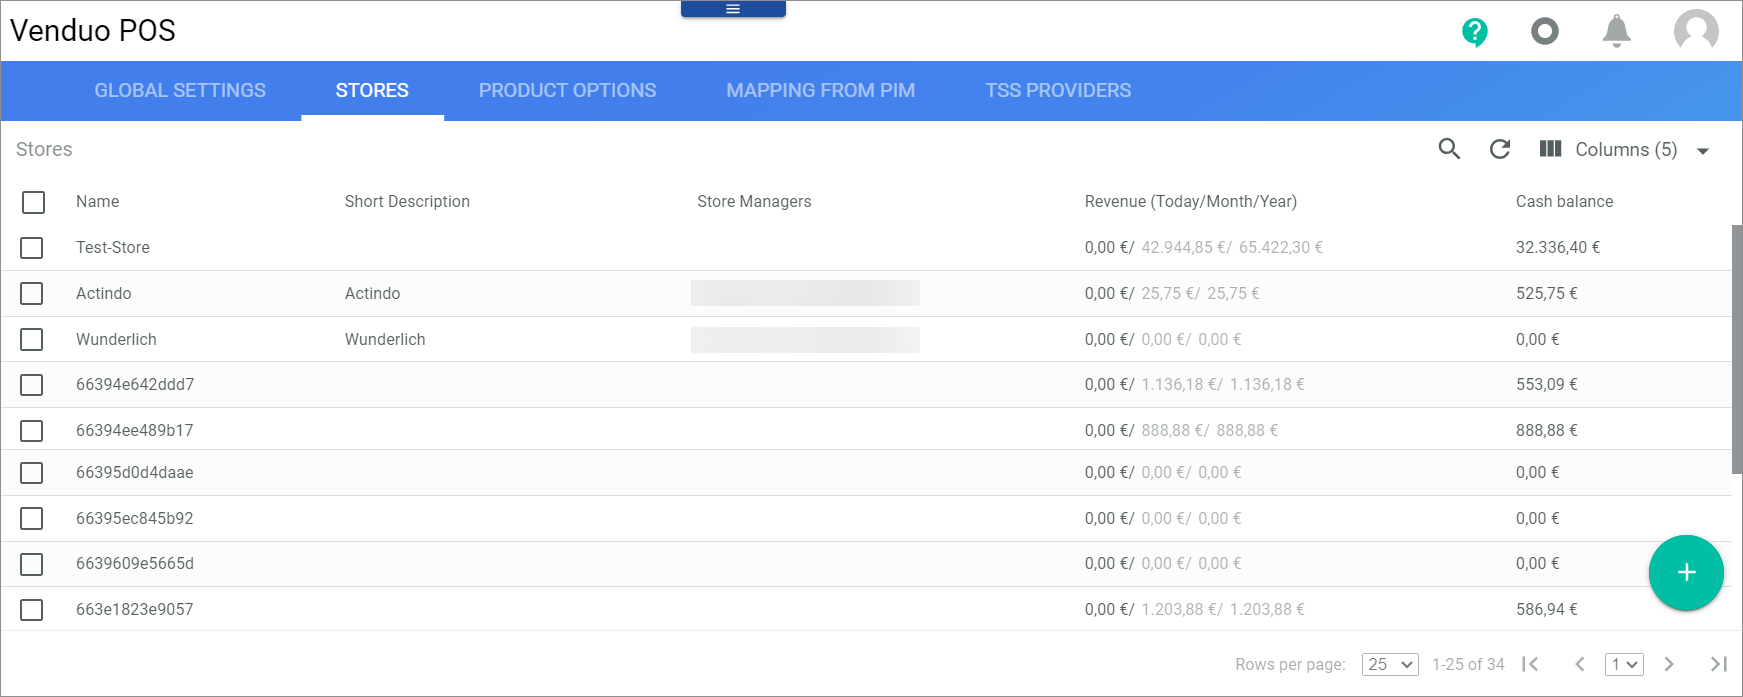 Venduo POS
GLOBAL SETTINGS STORES PRODUCT OPTIONS MAPPING FROM PIM TSS PROVIDERS
Stores Columns (5)
Name Short Description Store Managers Revenue (Today/Month/Year) Cash balance
Test-Store 0,00 €/ 42.944,85 €/ 65.422,30 € 32.336,40 €
Actindo Actindo 0,00 €/ 25,75 €/ 25,75 € 525,75 €
Wunderlich Wunderlich 0,00 €/ 0,00 €/ 0,00 € 0,00 €
66394e642ddd7 0,00 €/ 1.136,18 €/ 1.136,18 € 553,09 €
66394ee489b17 0,00 €/ 888,88 €/ 888,88 € 888,88 €
66395d0d4daae 0,00 €/ 0,00 €/ 0,00 € 0,00 €
66395ec845b92 0,00 €/ 0,00 €/ 0,00 € 0,00 €
6639609e5665d 0,00 €/ 0,00 €/ 0,00 € 0,00 €
663e1823e9057 0,00 €/ 1.203,88 €/ 1.203,88 € 586,94 €
Rows per page: 25 1-25 of 34 1